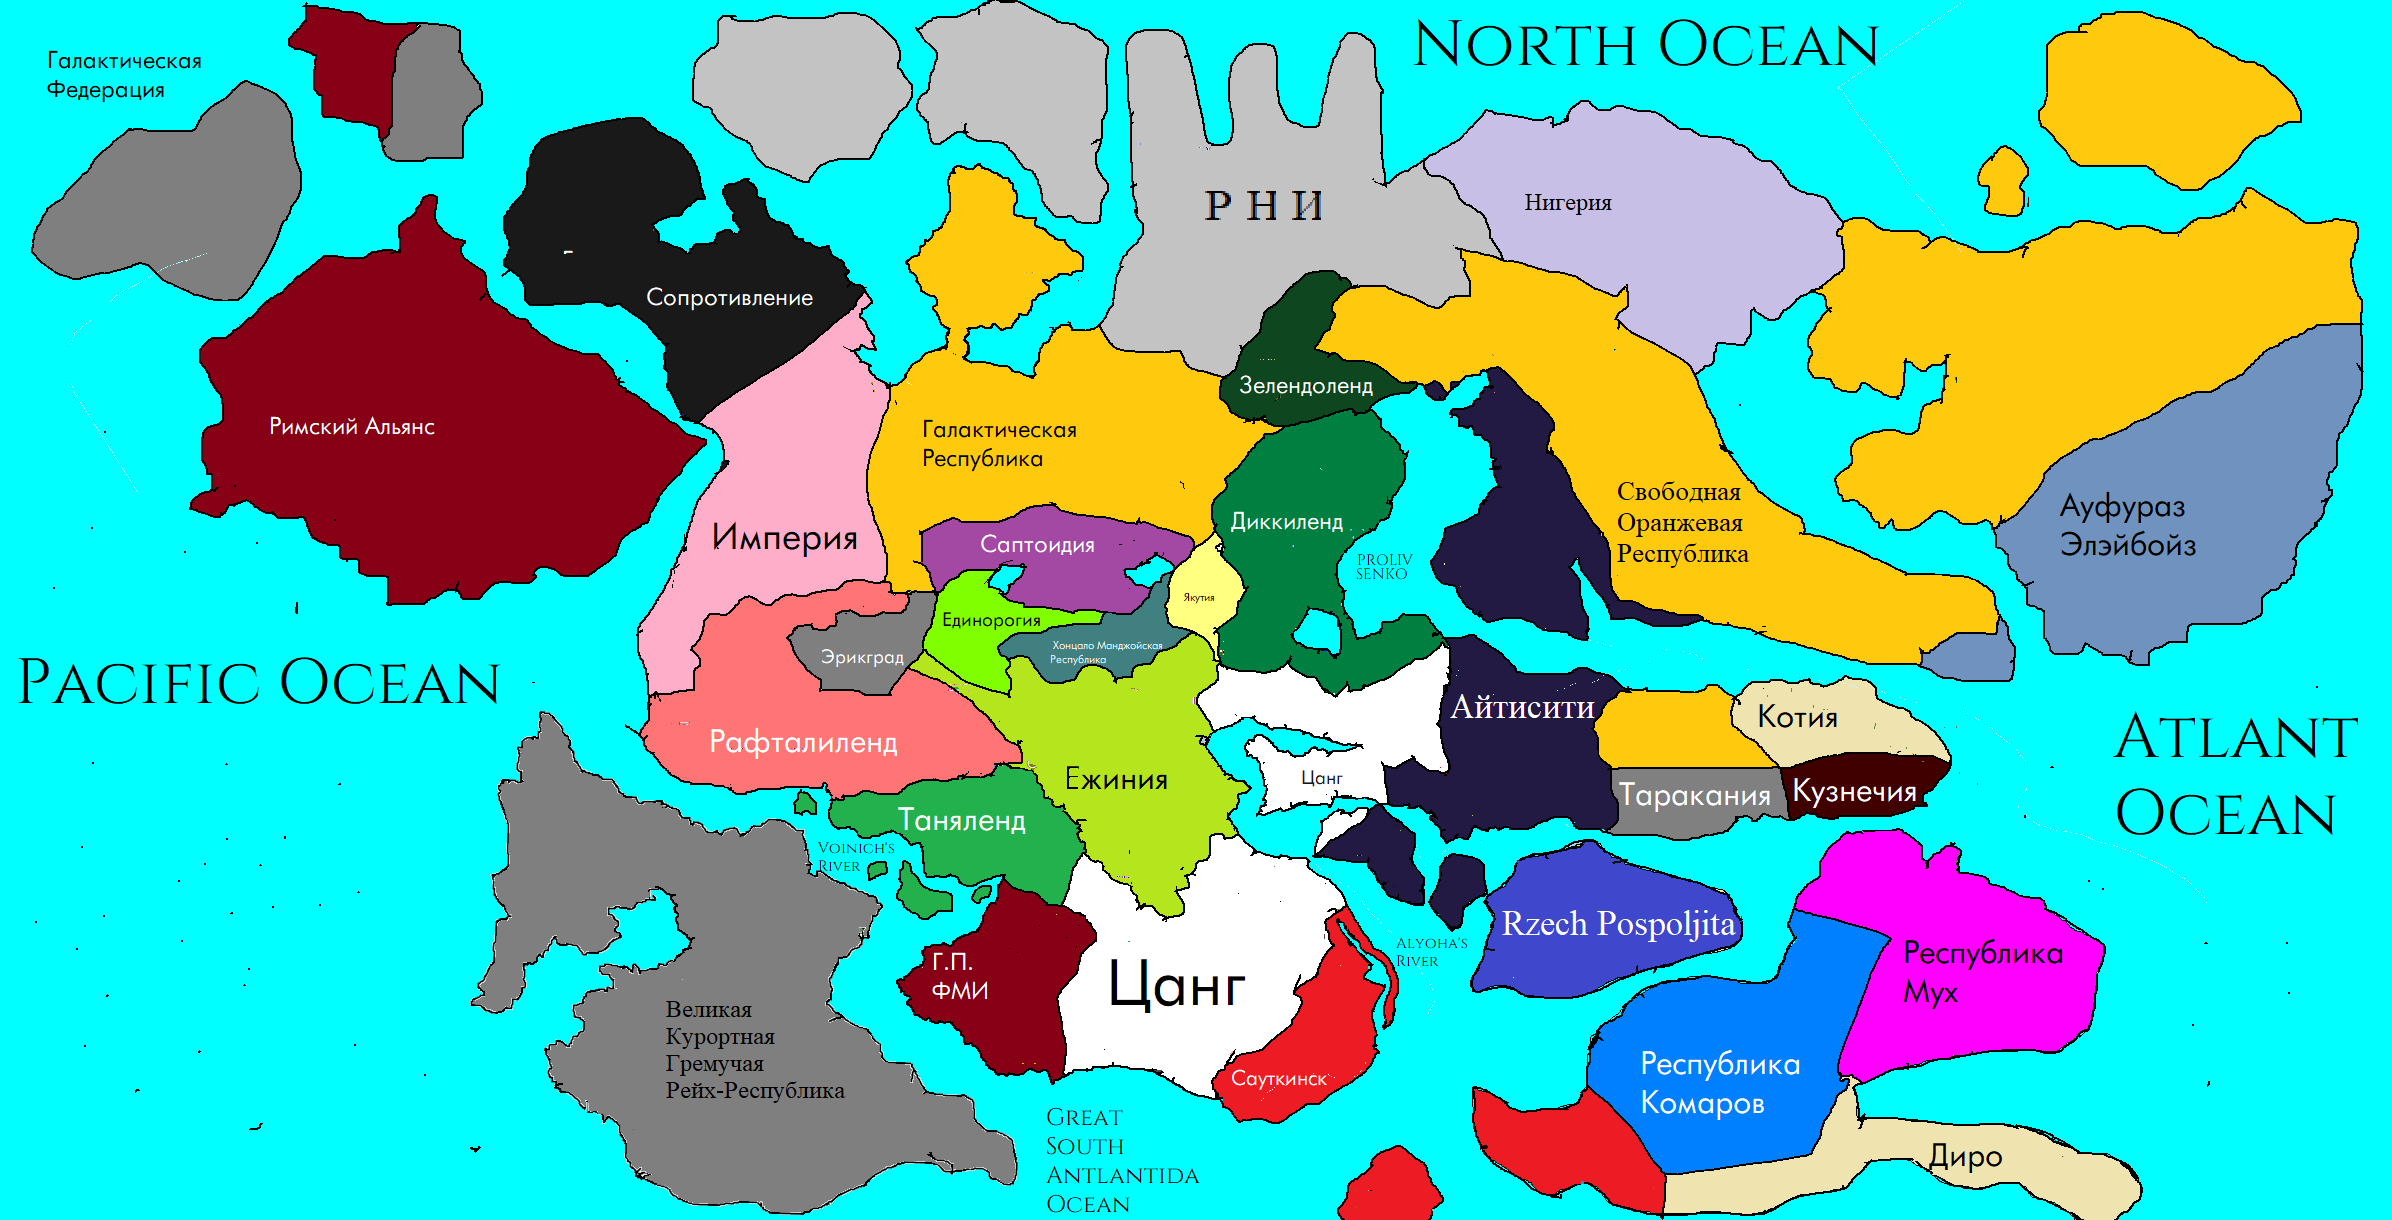 NORTH OCEAN
Галактическая
Федерация
Р Н И
Нигерия
Сопротивление
Зелендоленд
Римский Альянс
Галактическая
Республика
Свободная
Оранжевая
Республика
Ауфураз
Элэйбойз
Империя
Саптоидия
Диккиленд
PROLIV
SENKO
Якутия
Единорогия
Хонцало Манджойская
Республика
Эрикград
PACIFIC OCEAN
Рафталиленд
Айтисити
Котия
ATLANT
OCEAN
Ежиния
Цанг
Таракания
Кузнечия
Таняленд
VOINICH'S
RIVER
Rzech Pospoljita
ALYOHA'S
RIVER
Г.П.
ФМИ
Цанг
Республика
Мух
Великая
Курортная
Гремучая
Рейх-Республика
Сауткинск
Республика
Комаров
GREAT
SOUTH
ANTLANTIDA
OCEAN
Диро